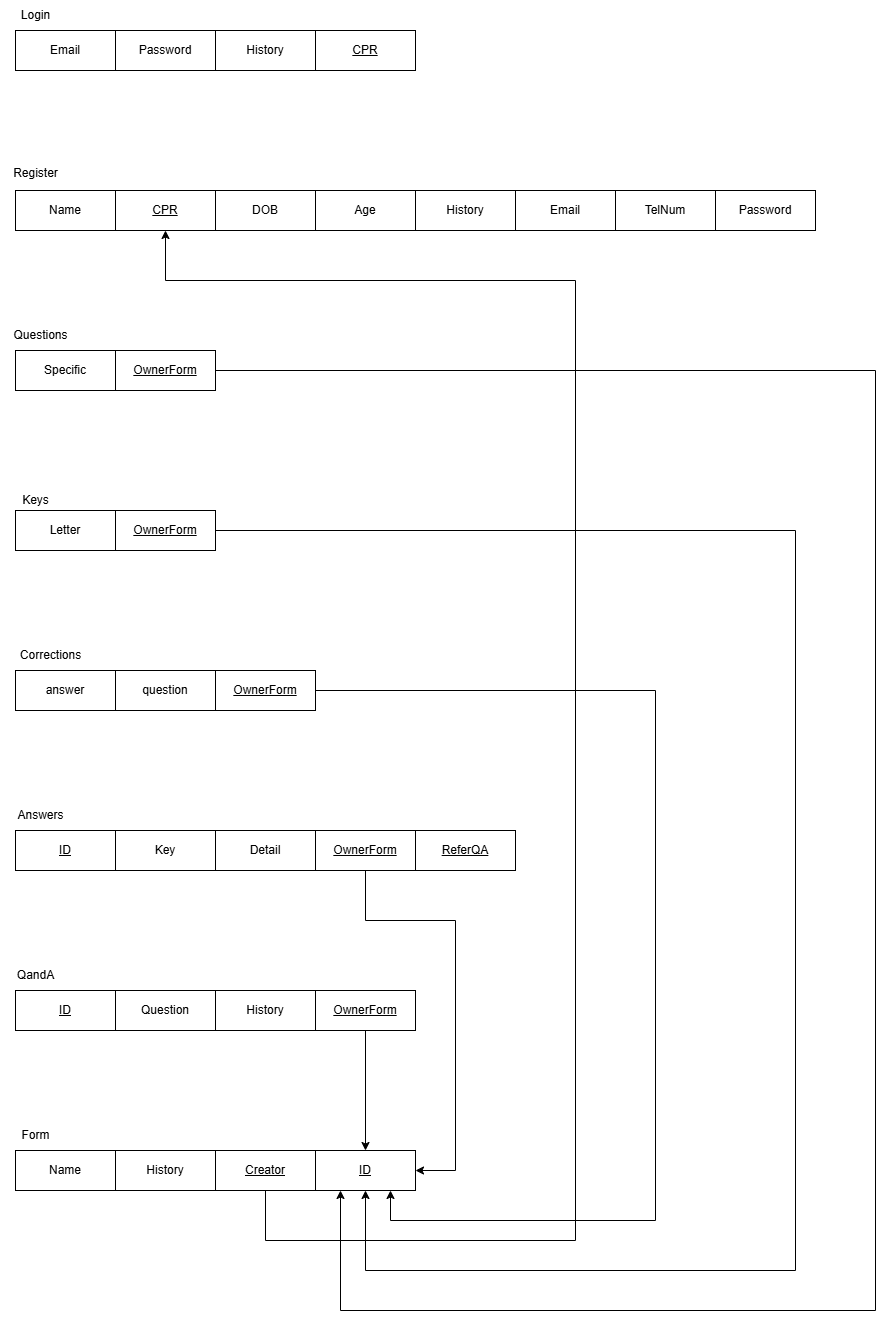 Login
Email Password History CPR
Register
Name CPR DOB Age History Email TelNum Password
Questions
Specific OwnerForm
Keys
Letter OwnerForm
Corrections
answer question OwnerForm
Answers
ID Key Detail OwnerForm ReferQA
QandA
ID Question History OwnerForm
Form
Name History Creator ID